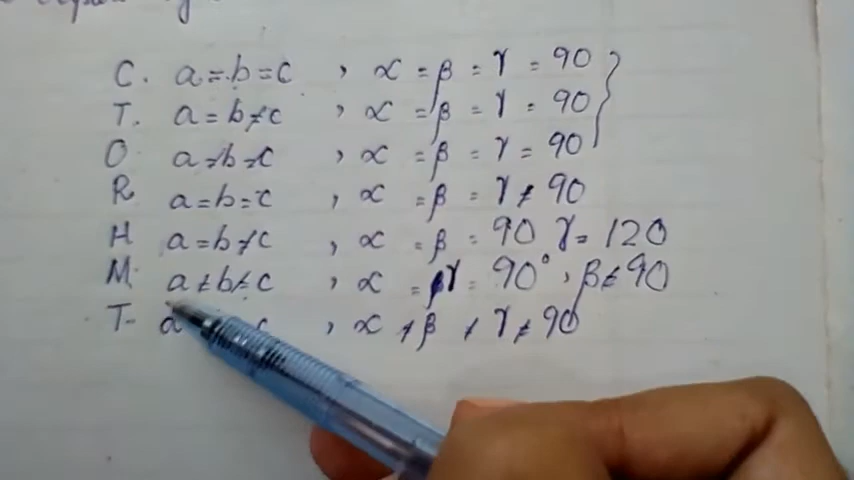 C. a = b = c , α = β = γ = 90
T. a = b ≠ c , α = β = γ = 90
O a ≠ b ≠ c , α = β = γ = 90
R a = b = c , α = β = γ ≠ 90
H a = b ≠ c , α = β = 90 γ = 120
M. a ≠ b ≠ c , α = γ = 90° , β ≠ 90
T- a c , α ≠ β ≠ γ ≠ 90